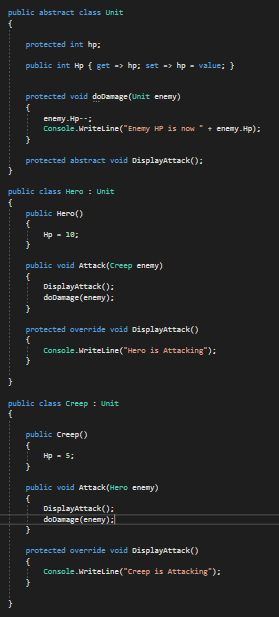 public abstract class Unit
{
protected int hp;
public int Hp { get => hp; set => hp = value; }
protected void doDamage(Unit enemy)
{
enemy.Hp--;
Console.WriteLine("Enemy HP is now " + enemy.Hp);
}
protected abstract void DisplayAttack();
}
public class Hero : Unit
{
public Hero()
{
Hp = 10;
}
public void Attack(Creep enemy)
{
DisplayAttack();
doDamage(enemy);
}
protected override void DisplayAttack()
{
Console.WriteLine("Hero is Attacking");
}
}
public class Creep : Unit
{
public Creep()
{
Hp = 5;
}
public void Attack(Hero enemy)
{
DisplayAttack();
doDamage(enemy);
}
protected override void DisplayAttack()
{
Console.WriteLine("Creep is Attacking");
}
}